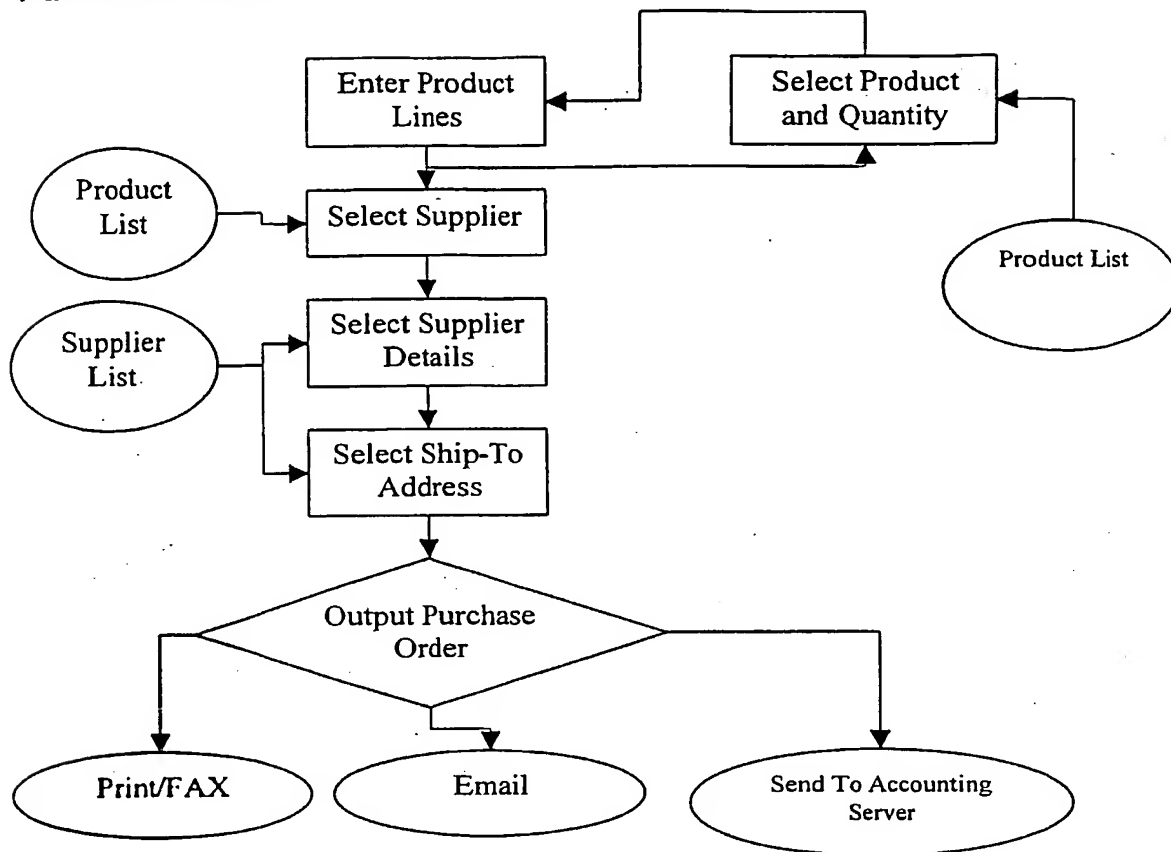 Enter Product
Lines
Select Product
and Quantity
Product
List
Select Supplier
Product List
Supplier
List
Select Supplier
Details
Select Ship-To
Address
Output Purchase
Order
Print/FAX
Email
Send To Accounting
Server